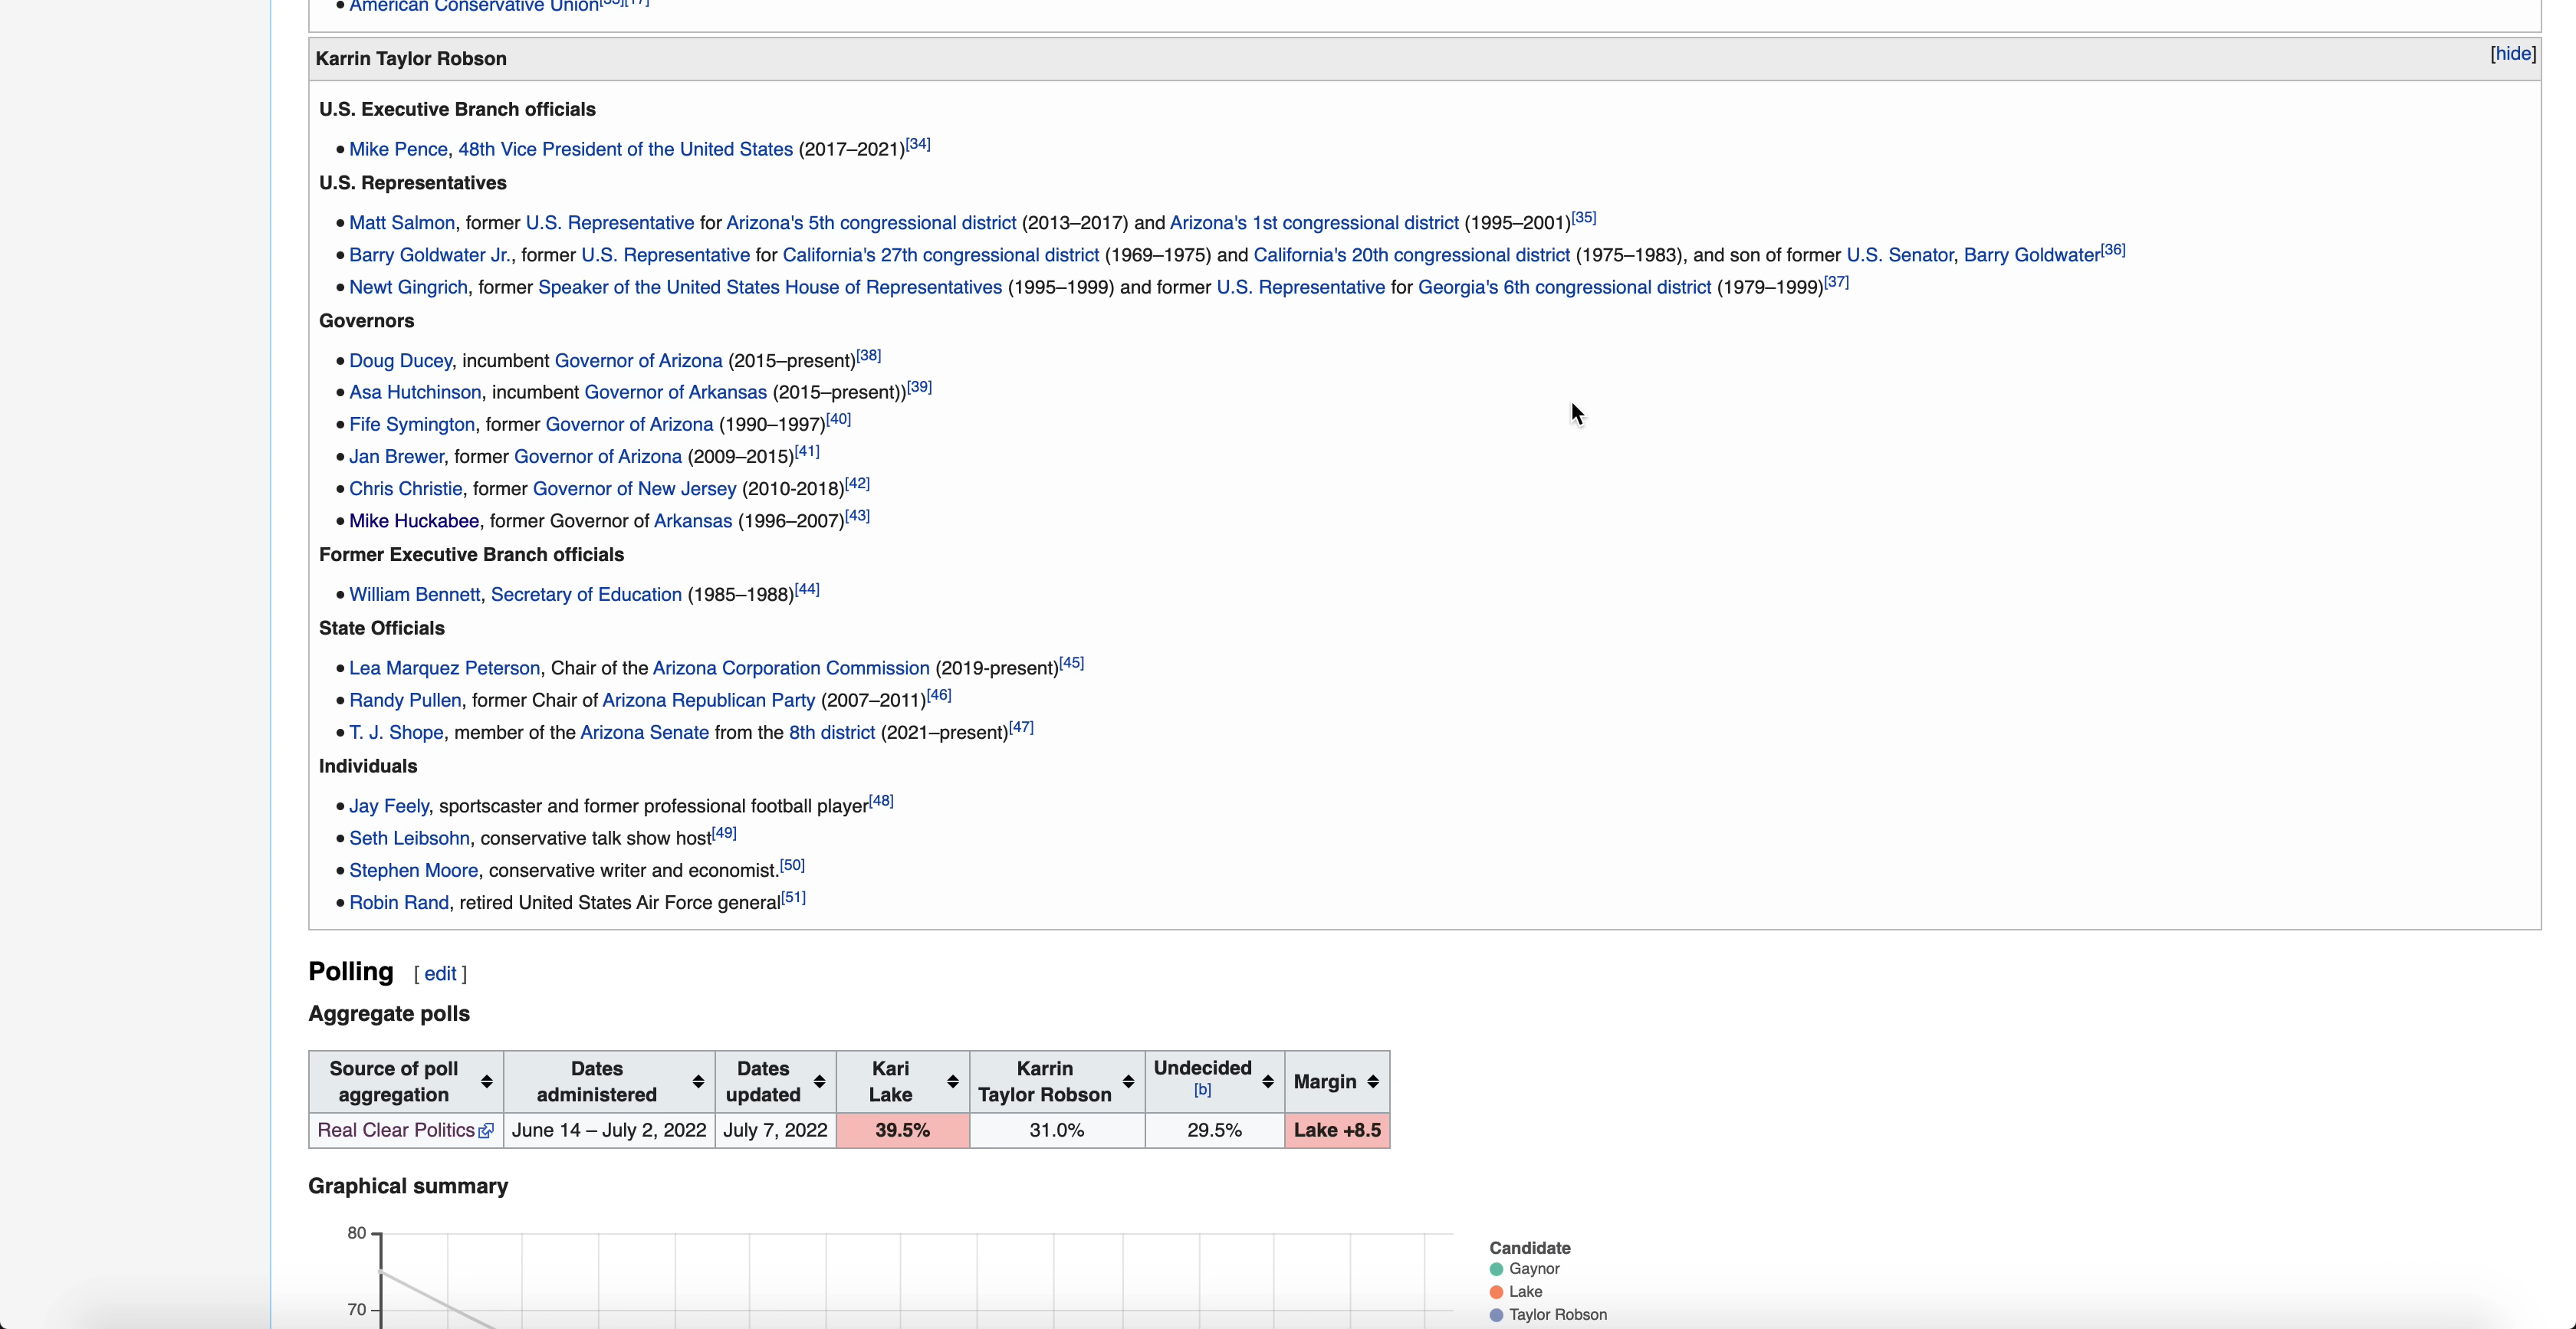 • American Conservative Union[33][17]
Karrin Taylor Robson [hide]
U.S. Executive Branch officials
• Mike Pence, 48th Vice President of the United States (2017–2021)[34]
U.S. Representatives
• Matt Salmon, former U.S. Representative for Arizona's 5th congressional district (2013–2017) and Arizona's 1st congressional district (1995–2001)[35]
• Barry Goldwater Jr., former U.S. Representative for California's 27th congressional district (1969–1975) and California's 20th congressional district (1975–1983), and son of former U.S. Senator, Barry Goldwater[36]
• Newt Gingrich, former Speaker of the United States House of Representatives (1995–1999) and former U.S. Representative for Georgia's 6th congressional district (1979–1999)[37]
Governors
• Doug Ducey, incumbent Governor of Arizona (2015–present)[38]
• Asa Hutchinson, incumbent Governor of Arkansas (2015–present))[39]
• Fife Symington, former Governor of Arizona (1990–1997)[40]
• Jan Brewer, former Governor of Arizona (2009–2015)[41]
• Chris Christie, former Governor of New Jersey (2010-2018)[42]
• Mike Huckabee, former Governor of Arkansas (1996–2007)[43]
Former Executive Branch officials
• William Bennett, Secretary of Education (1985–1988)[44]
State Officials
• Lea Marquez Peterson, Chair of the Arizona Corporation Commission (2019-present)[45]
• Randy Pullen, former Chair of Arizona Republican Party (2007–2011)[46]
• T. J. Shope, member of the Arizona Senate from the 8th district (2021–present)[47]
Individuals
• Jay Feely, sportscaster and former professional football player[48]
• Seth Leibsohn, conservative talk show host[49]
• Stephen Moore, conservative writer and economist.[50]
• Robin Rand, retired United States Air Force general[51]
Polling [ edit ]
Aggregate polls
Source of poll aggregation Dates administered Dates updated Kari Lake Karrin Taylor Robson Undecided [b] Margin
Real Clear Politics June 14 – July 2, 2022 July 7, 2022 39.5% 31.0% 29.5% Lake +8.5
Graphical summary
80
Candidate
Gaynor
Lake
70
Taylor Robson